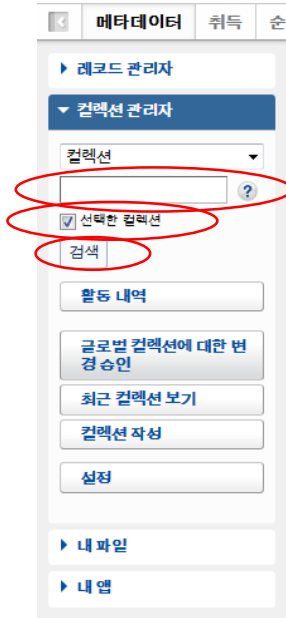 메타데이터 취득 순
레코드 관리자
컬렉션 관리자
컬렉션
?
선택한 컬렉션
검색
활동 내역
글로벌 컬렉션에 대한 변
경 승인
최근 컬렉션 보기
컬렉션 작성
설정
내 파일
내 앱